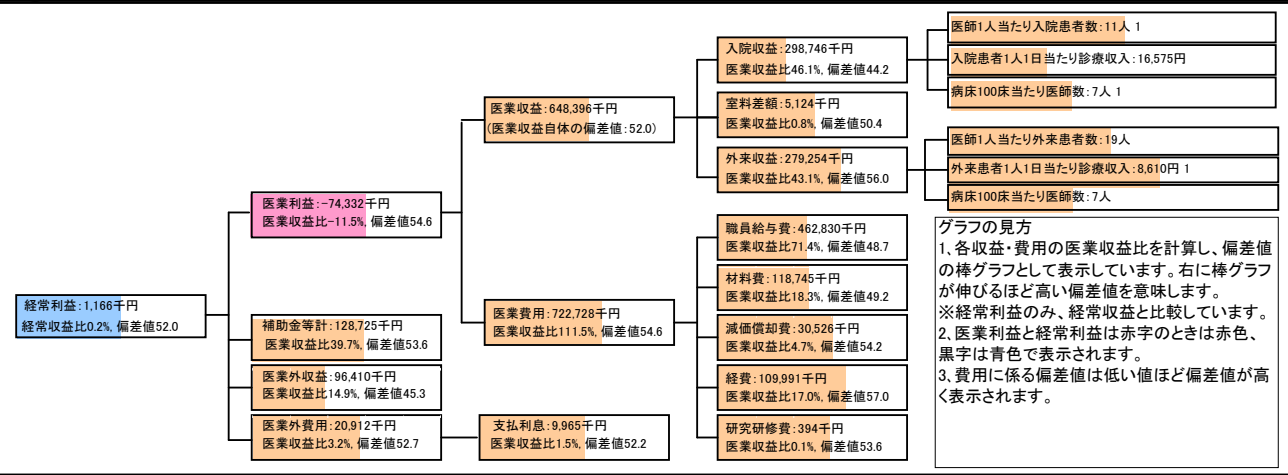 経常利益：1,166千円
経常収支比0.2%, 偏差値52.0
医業利益：-74,332千円
医業収益比-11.5%, 偏差値54.6
補助金等計：128,725千円
医業収益比39.7%, 偏差値53.6
医業外収益：96,410千円
医業収益比14.9%, 偏差値45.3
医業外費用：20,912千円
医業収益比3.2%, 偏差値52.7
医業収益：648,396千円
(医業収益自体の偏差値：52.0)
医業費用：722,728千円
医業収益比111.5%, 偏差値54.6
支払利息：9,965千円
医業収益比1.5%, 偏差値52.2
入院収益：298,746千円
医業収益比46.1%, 偏差値44.2
室料差額：5,124千円
医業収益比0.8%, 偏差値50.4
外来収益：279,254千円
医業収益比43.1%, 偏差値56.0
職員給与費：462,830千円
医業収益比71.4%, 偏差値48.7
材料費：118,745千円
医業収益比18.3%, 偏差値49.2
減価償却費：30,526千円
医業収益比4.7%, 偏差値54.2
経費：109,991千円
医業収益比17.0%, 偏差値57.0
研究研修費：394千円
医業収益比0.1%, 偏差値53.6
医師1人当たり入院患者数：11人 1
入院患者1人1日当たり診療収入：16,575円
病床100床当たり医師数：7人 1
医師1人当たり外来患者数：19人
外来患者1人1日当たり診療収入：8,610円 1
病床100床当たり医師数：7人
グラフの見方
1、各収益・費用の医業収益比を計算し、偏差値
の棒グラフとして表示しています。右に棒グラフ
が伸びるほど高い偏差値を意味します。
※経常利益のみ、経常収益と比較しています。
2、医業利益と経常利益は赤字のときは赤色、
黒字は青色で表示されます。
3、費用に係る偏差値は低い値ほど偏差値が高
く表示されます。